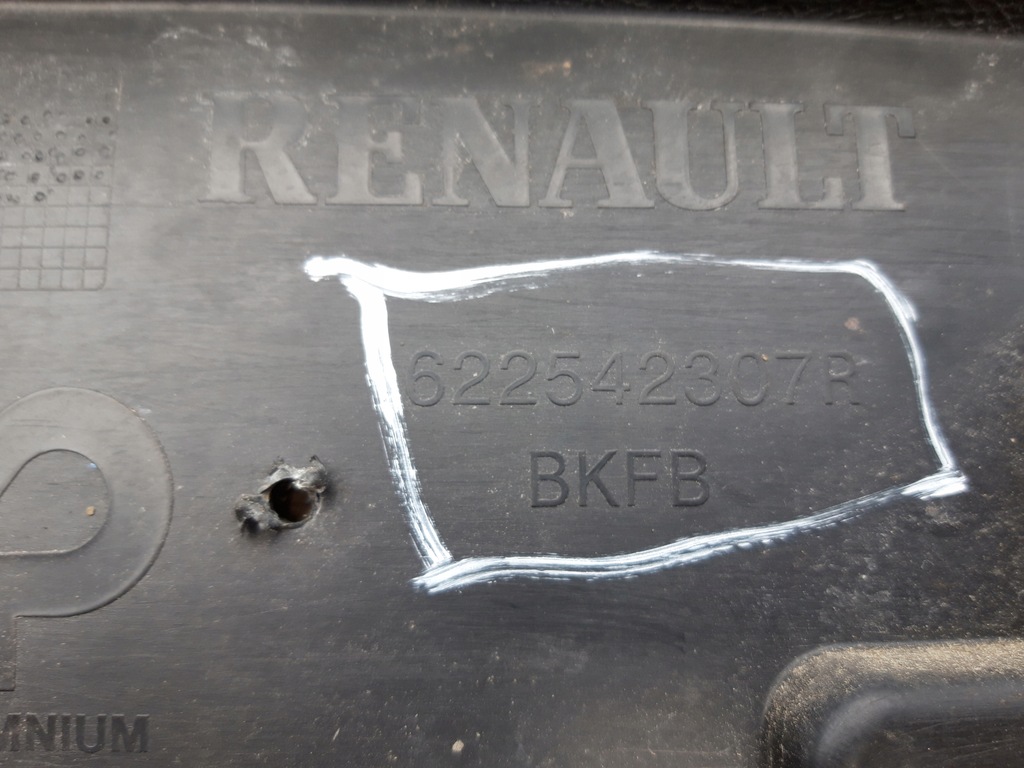 RENAULT
622542307R
BKFB
MNIUM